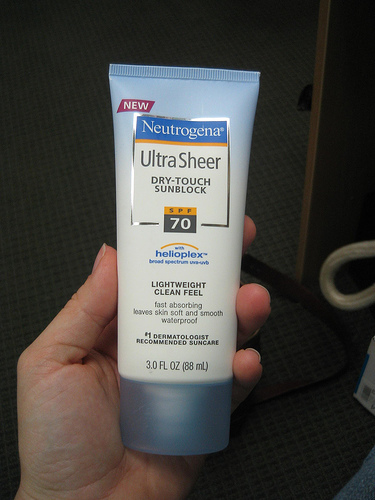 NEW
Neutrogena®
Ultra Sheer
DRY-TOUCH
SUNBLOCK
SPF
70
with
helioplex™
broad spectrum uva-uvb
LIGHTWEIGHT
CLEAN FEEL
fast absorbing
leaves skin soft and smooth
waterproof
#1 DERMATOLOGIST
RECOMMENDED SUNCARE
3.0 FL OZ (88 mL)